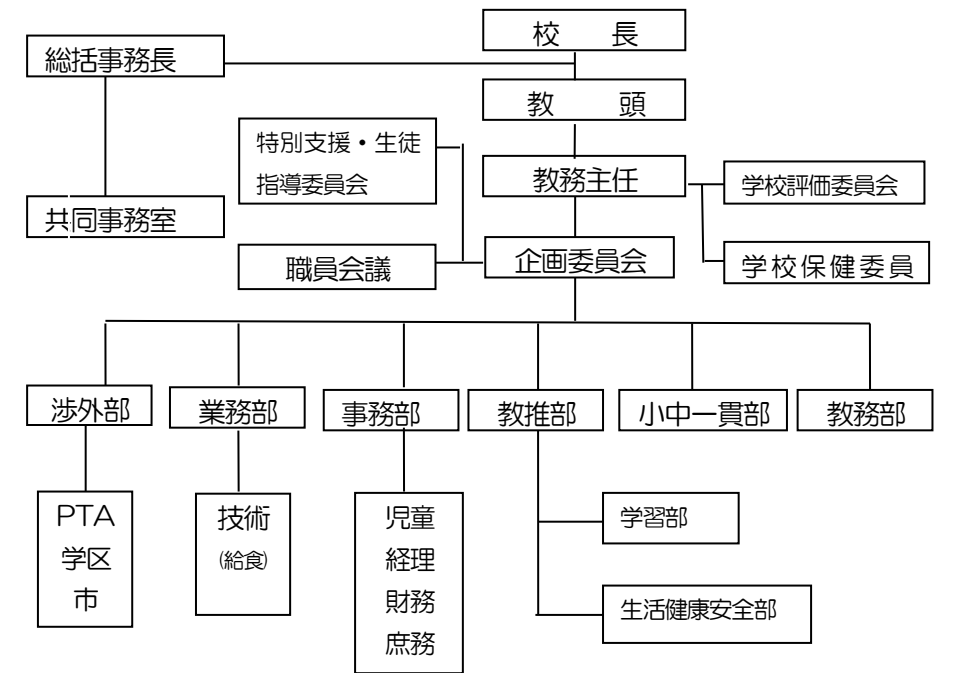 校　長
総括事務長
教　頭
特別支援・生徒
指導委員会
教務主任
学校評価委員会
共同事務室
職員会議
企画委員会
学校保健委員
渉外部
業務部
事務部
教推部
小中一貫部
教務部
PTA
学区
市
技術
(給食)
児童
経理
財務
庶務
学習部
生活健康安全部